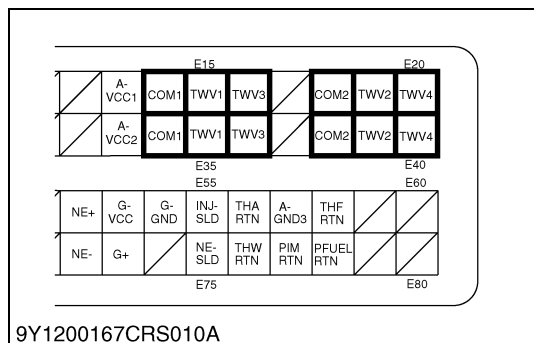 E15 E20
A-VCC1 COM1 TWV1 TWV3 COM2 TWV2 TWV4
A-VCC2 COM1 TWV1 TWV3 COM2 TWV2 TWV4
E35 E40
E55 E60
NE+ G-VCC G-GND INJ-SLD THA RTN A-GND3 THF RTN
NE- G+ NE-SLD THW RTN PIM RTN PFUEL RTN
E75 E80
9Y1200167CRS010A